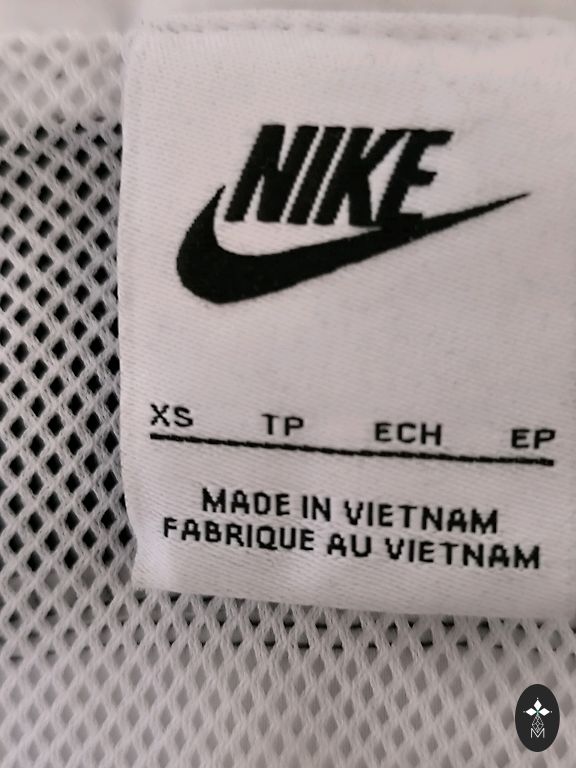 NIKE
XS TP ECH EP
MADE IN VIETNAM
FABRIQUE AU VIETNAM
M